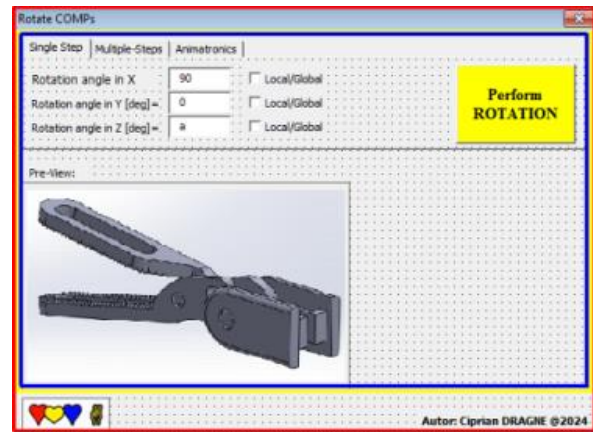 Rotate COMPs
Single Step Multiple-Steps Animatronics
Rotation angle in X 90 Local/Global
Rotation angle in Y [deg]= 0 Local/Global
Rotation angle in Z [deg]= a Local/Global
Perform
ROTATION
Pre-View:
Autor: Ciprian DRAGNE @2024